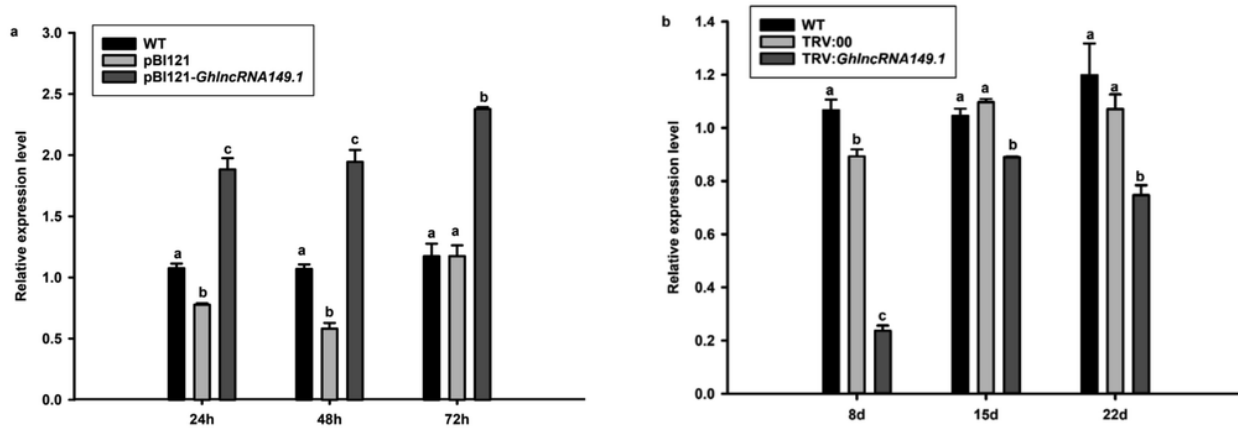 a
WT
pBI121
pBI121-GhlncRNA149.1
Relative expression level
3.0
2.5
2.0
1.5
1.0
0.5
0.0
a
b
c
a
b
c
a
a
b
24h
48h
72h
b
WT
TRV:00
TRV:GhlncRNA149.1
Relative expression level
1.4
1.2
1.0
0.8
0.6
0.4
0.2
0.0
a
b
c
a
a
b
a
a
b
8d
15d
22d